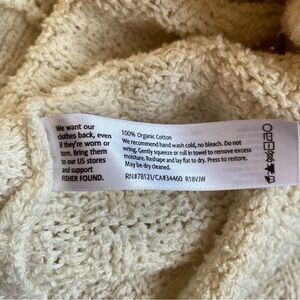 We want our
clothes back, even
if they're worn or
torn. Bring them
to our US stores
and support
FISHER FOUND.
100% Organic Cotton
We recommend hand wash cold, no bleach. Do not
wring. Gently squeeze or roll in towel to remove excess
moisture. Reshape and lay flat to dry. Press to restore.
May be dry cleaned.
RN#78121/CA#34460 R1BVJW